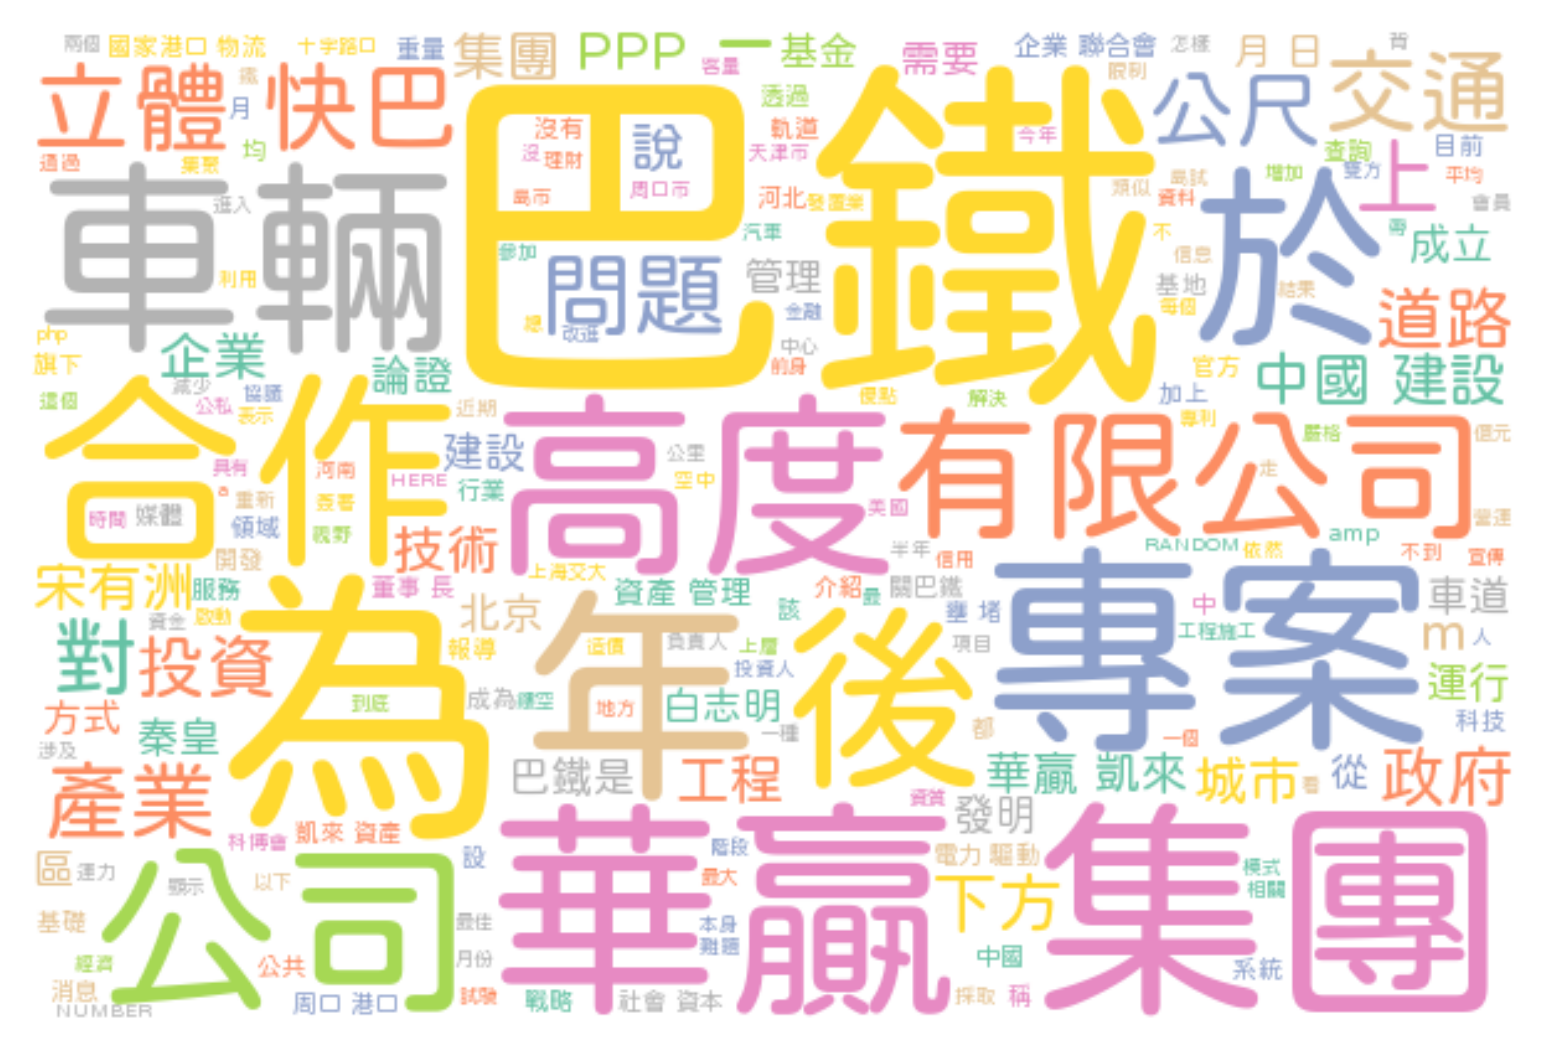 兩個 國家港口 物流 十字路口 重量 集團 PPP 一 基金 需要 企業 聯合會 怎樣 月 日 背 交通
立體 快巴 鐵 月 客量 透過 限制 公尺
通過 集聚 均 沒有 說 軌道 今年 查詢 目前
巴鐵
沒 理財 天津市 增加 雙方 平均
車輛 進入 島市 周口市 河北 發匯業 類似 島試 資料 上 會員
利用 參加 汽車 不 於 帶 成立
問題 管理 信息
基地 結果 道路
php 旗下 企業 改進 金融 每個
論證 中心 前身 官方 中國 建設
這個 減少 協議 公私 表示 近期 優點 解決 加上
合作 高度 有限公司 專利 嚴格 億元
具有 河南 建設 公里 走
HERE 行業 空中
a 重新 簽署 美國
時間 媒體 領域 視野 技術 半年 信用 RANDOM 依然 amp 營運 不到 宣傳
開發 上海交大
宋有洲 服務 董事 長 資產 管理 介紹 最 關巴鐵 專案 車道
資金 啟動 為 北京 年 該 後 壅 堵 中 工程施工 m 人
對 投資 報導 造價 負責人 上層 項目 運行
投資人
到底 成為 鏤空 地方 白志明 都 科技
方式 秦皇 一種 一個
涉及 巴鐵是 工程 華贏 凱來 城市 看 從 政府
產業 資質 發明
科博會 凱來 資產
區 運力 設 華贏 階段 電力 驅動 集團 模式
公司 顯示 以下 最大 下方 相關
基礎 最佳 本身
難題
經濟 公共 月份 中國 系統
消息 周口 港口 試驗 戰略 社會 資本 採取 稱
NUMBER